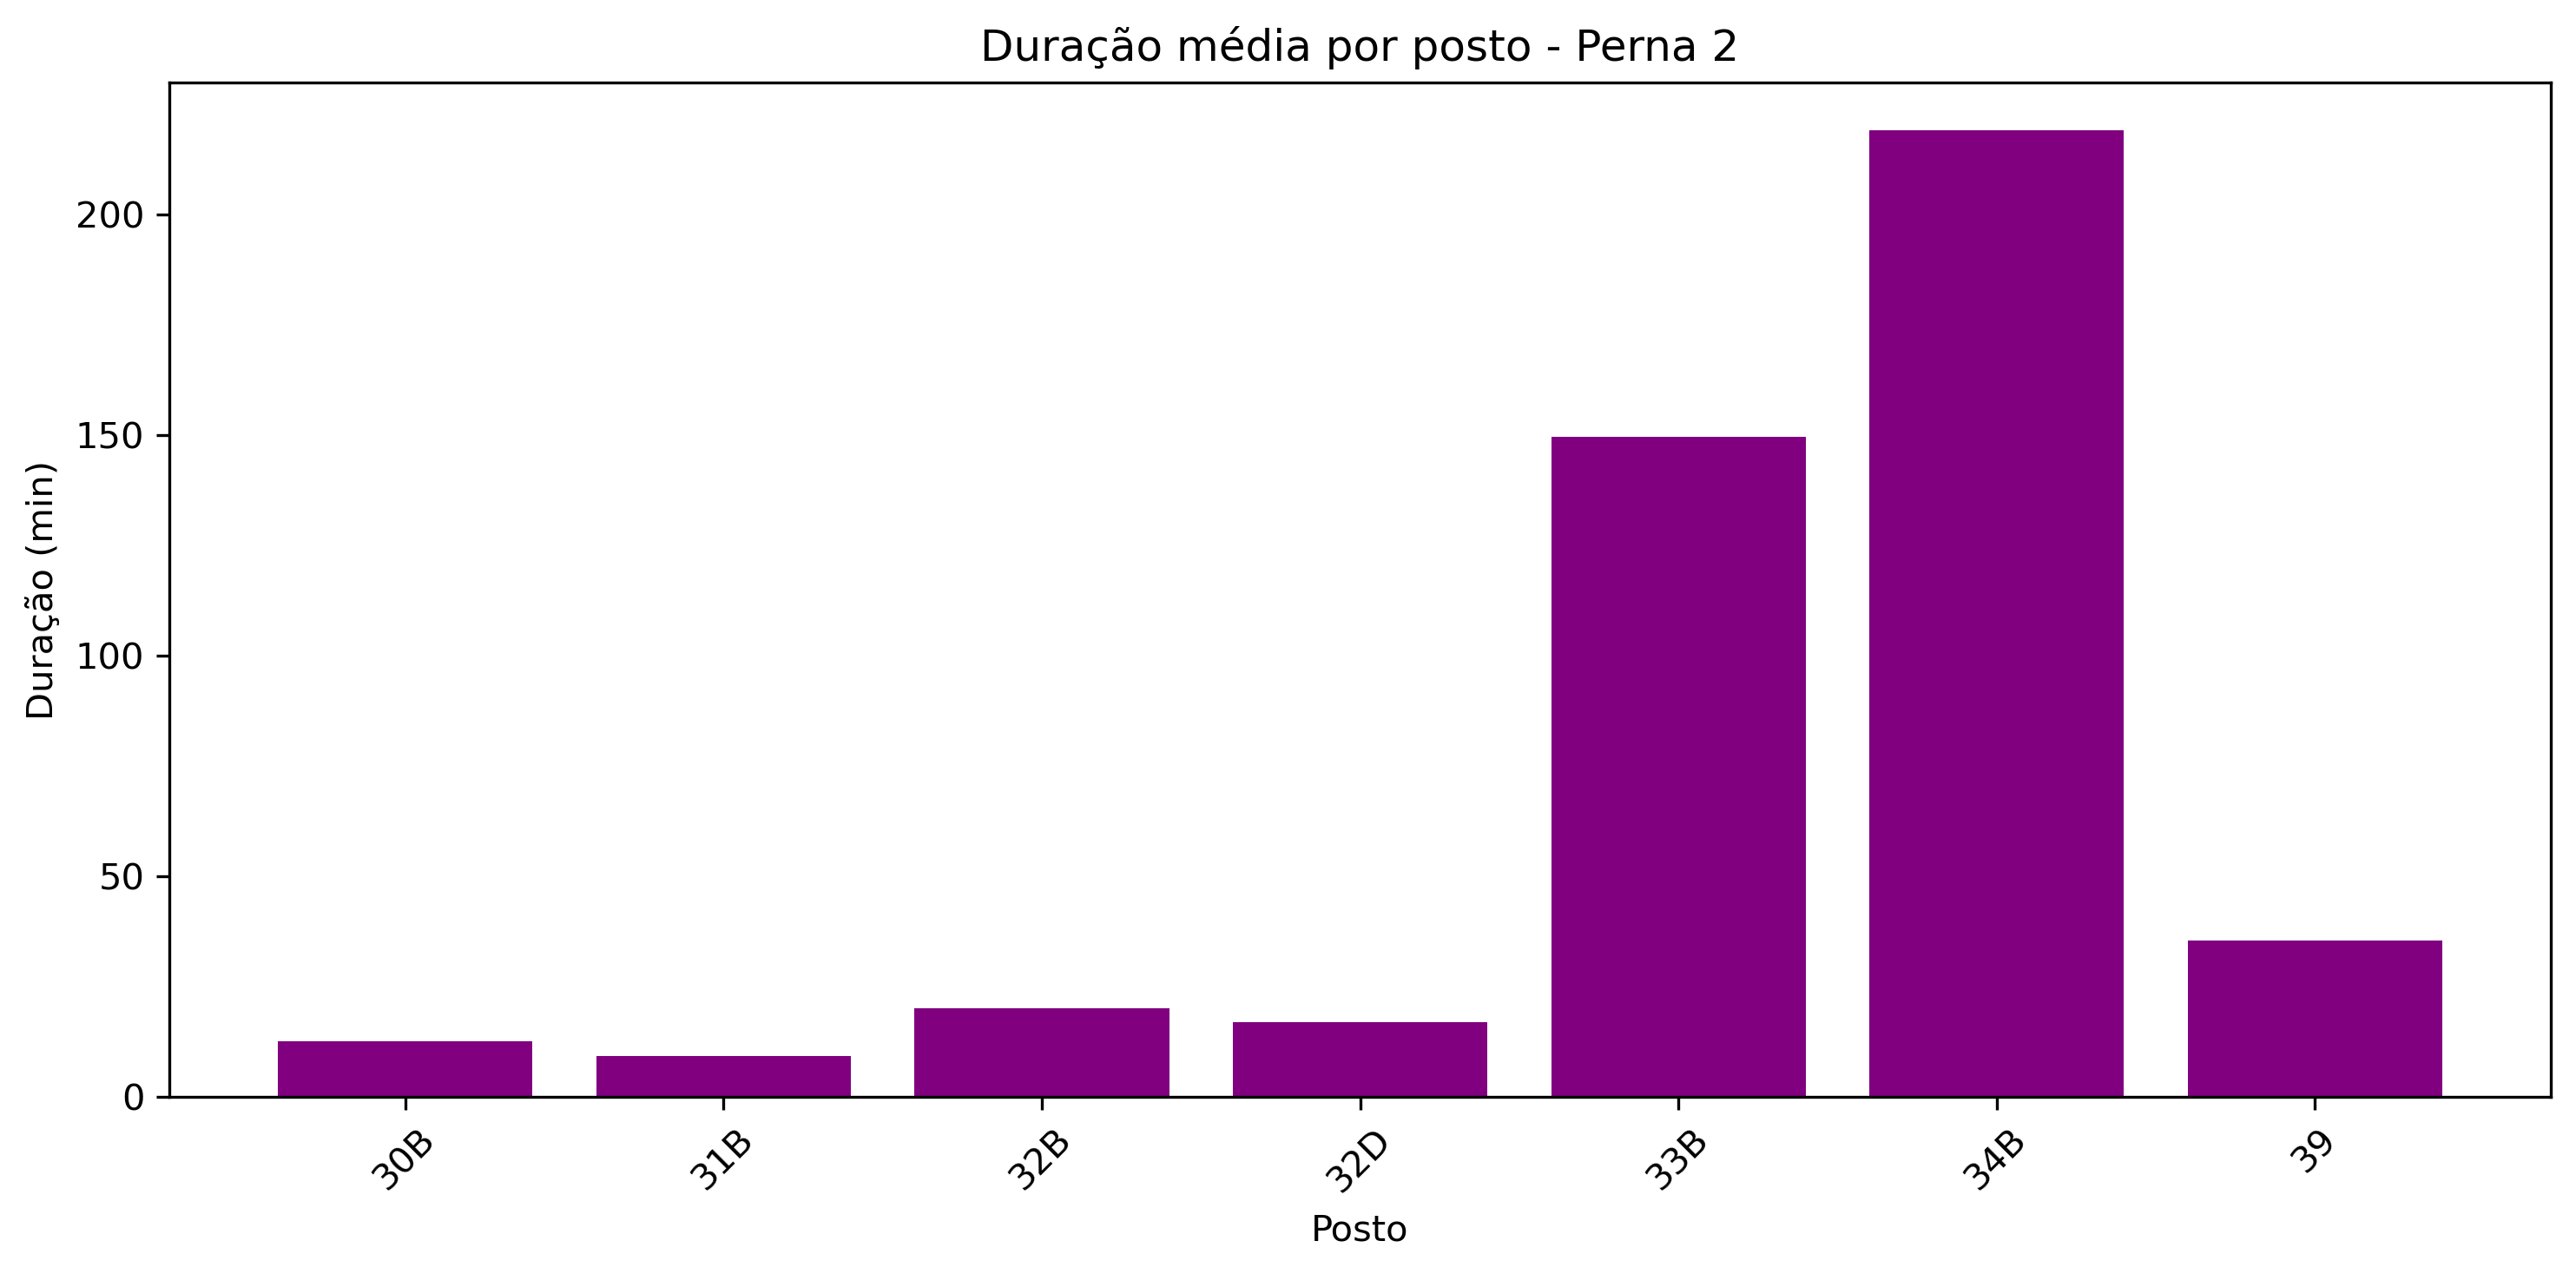 Duração média por posto - Perna 2
Duração (min)
200
150
100
50
0
30B
31B
32B
32D
33B
34B
39
Posto